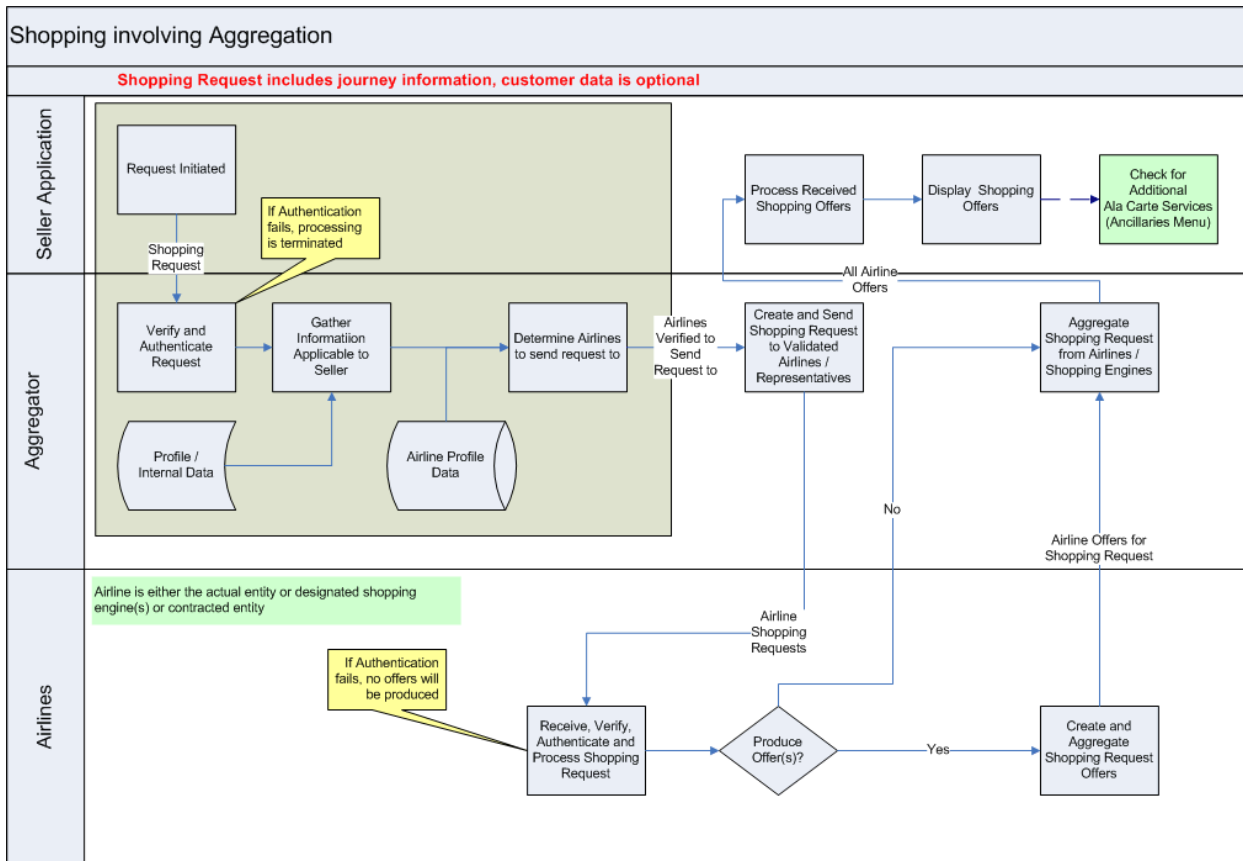 Shopping involving Aggregation
Shopping Request includes journey information, customer data is optional
Seller Application
Request Initiated
If Authentication
fails, processing
is terminated
Shopping
Request
Process Received
Shopping Offers
Display Shopping
Offers
Check for
Additional
Ala Carte Services
(Ancillaries Menu)
Aggregator
Verify and
Authenticate
Request
Gather
Informatiion
Applicable to
Seller
Determine Airlines
to send request to
Airlines
Verified to
Send
Request to
Create and Send
Shopping Request
to Validated
Airlines /
Representatives
All Airline
Offers
Aggregate
Shopping Request
from Airlines /
Shopping Engines
Profile /
Internal Data
Airline Profile
Data
No
Airline Offers for
Shopping Request
Airlines
Airline is either the actual entity or designated shopping
engine(s) or contracted entity
Airline
Shopping
Requests
If Authentication
fails, no offers will
be produced
Receive, Verify,
Authenticate and
Process Shopping
Request
Produce
Offer(s)?
Yes
Create and
Aggregate
Shopping Request
Offers